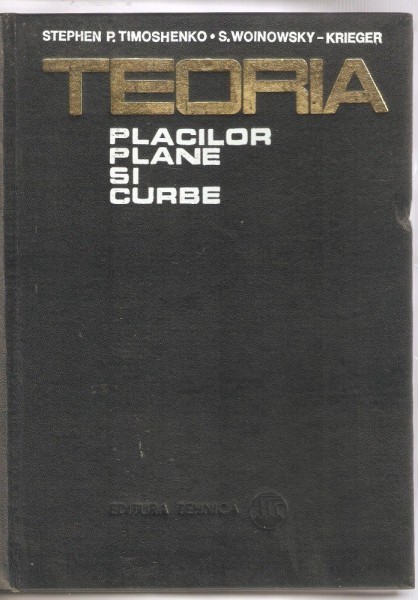 STEPHEN P. TIMOSHENKO • S. WOINOWSKY-KRIEGER
TEORIA
PLACILOR
PLANE
SI
CURBE
EDITURA TEHNICA